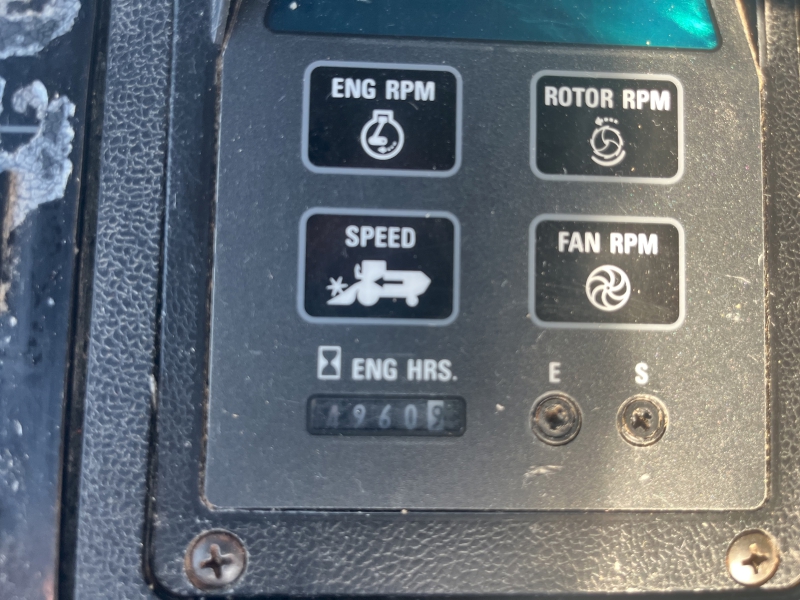 ENG RPM
ROTOR RPM
SPEED
FAN RPM
ENG HRS.
E
S
4960